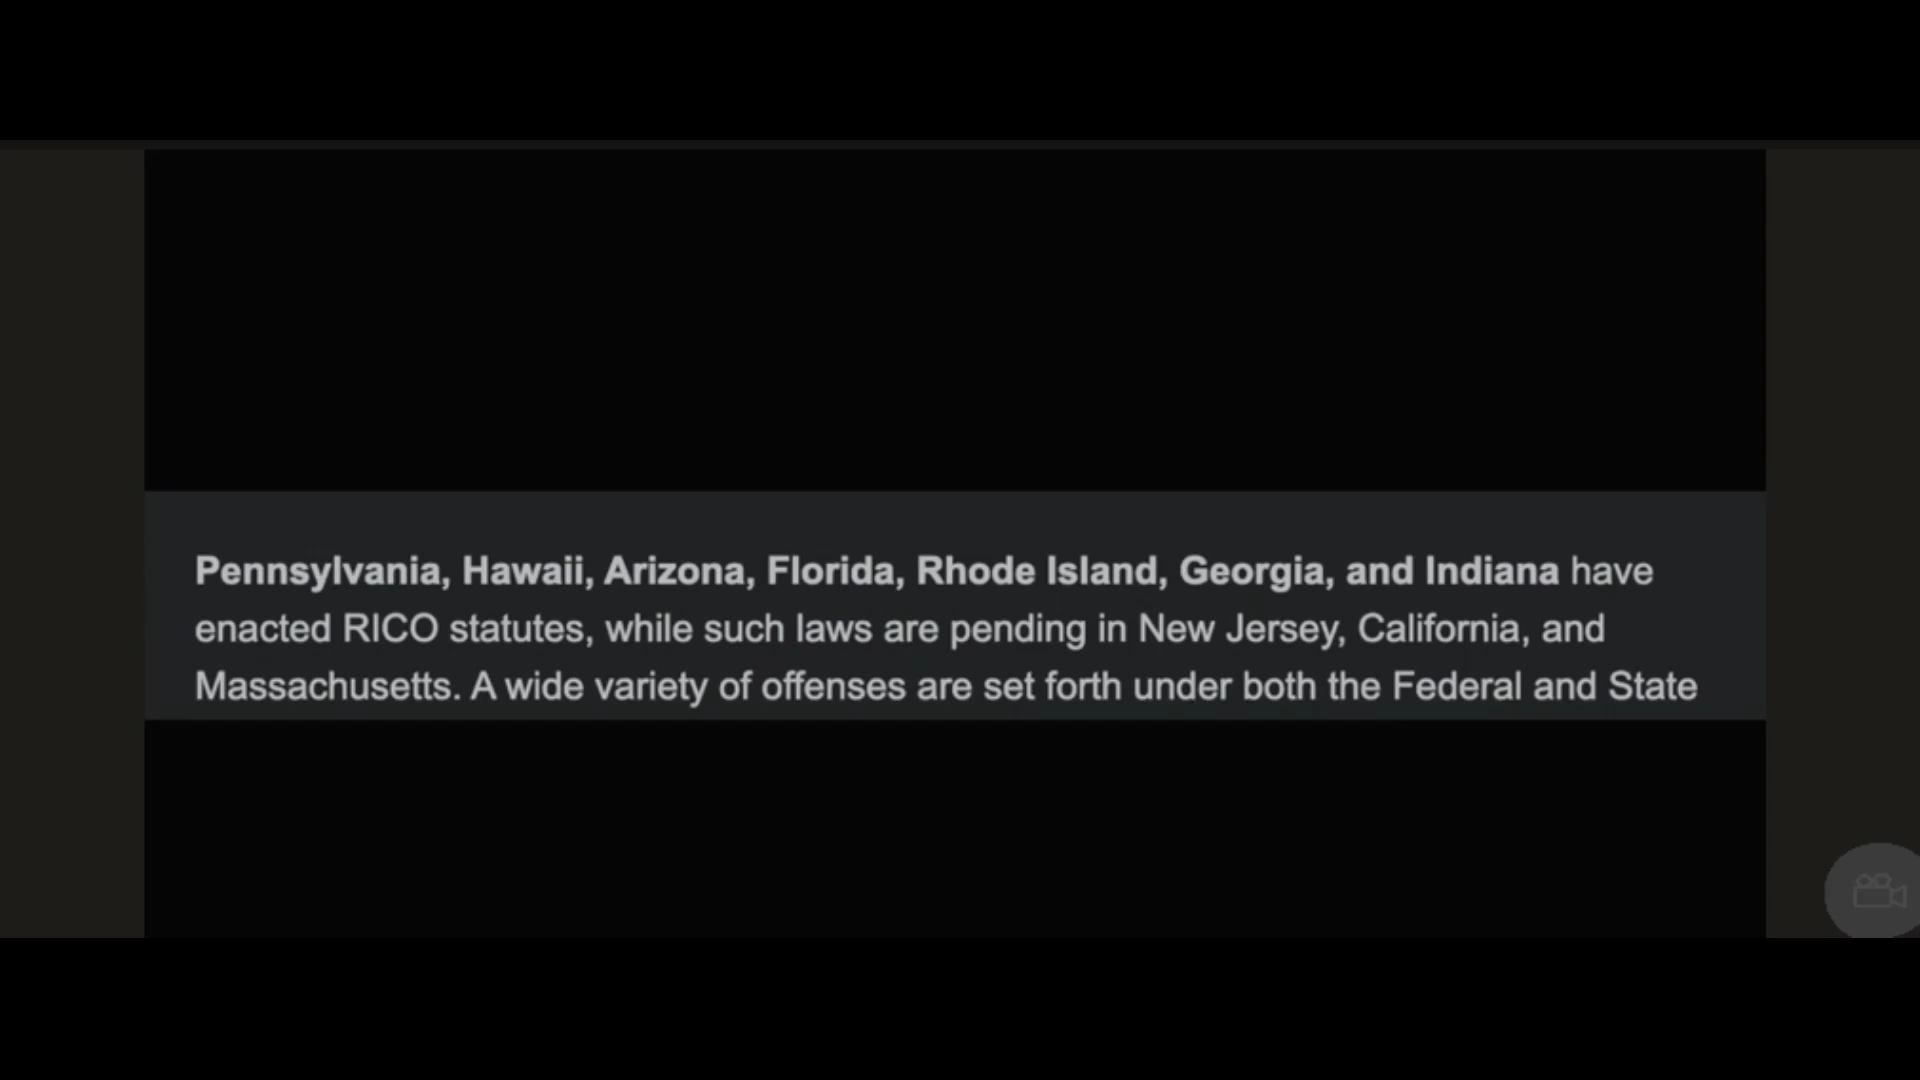 Pennsylvania, Hawaii, Arizona, Florida, Rhode Island, Georgia, and Indiana have
enacted RICO statutes, while such laws are pending in New Jersey, California, and
Massachusetts. A wide variety of offenses are set forth under both the Federal and State